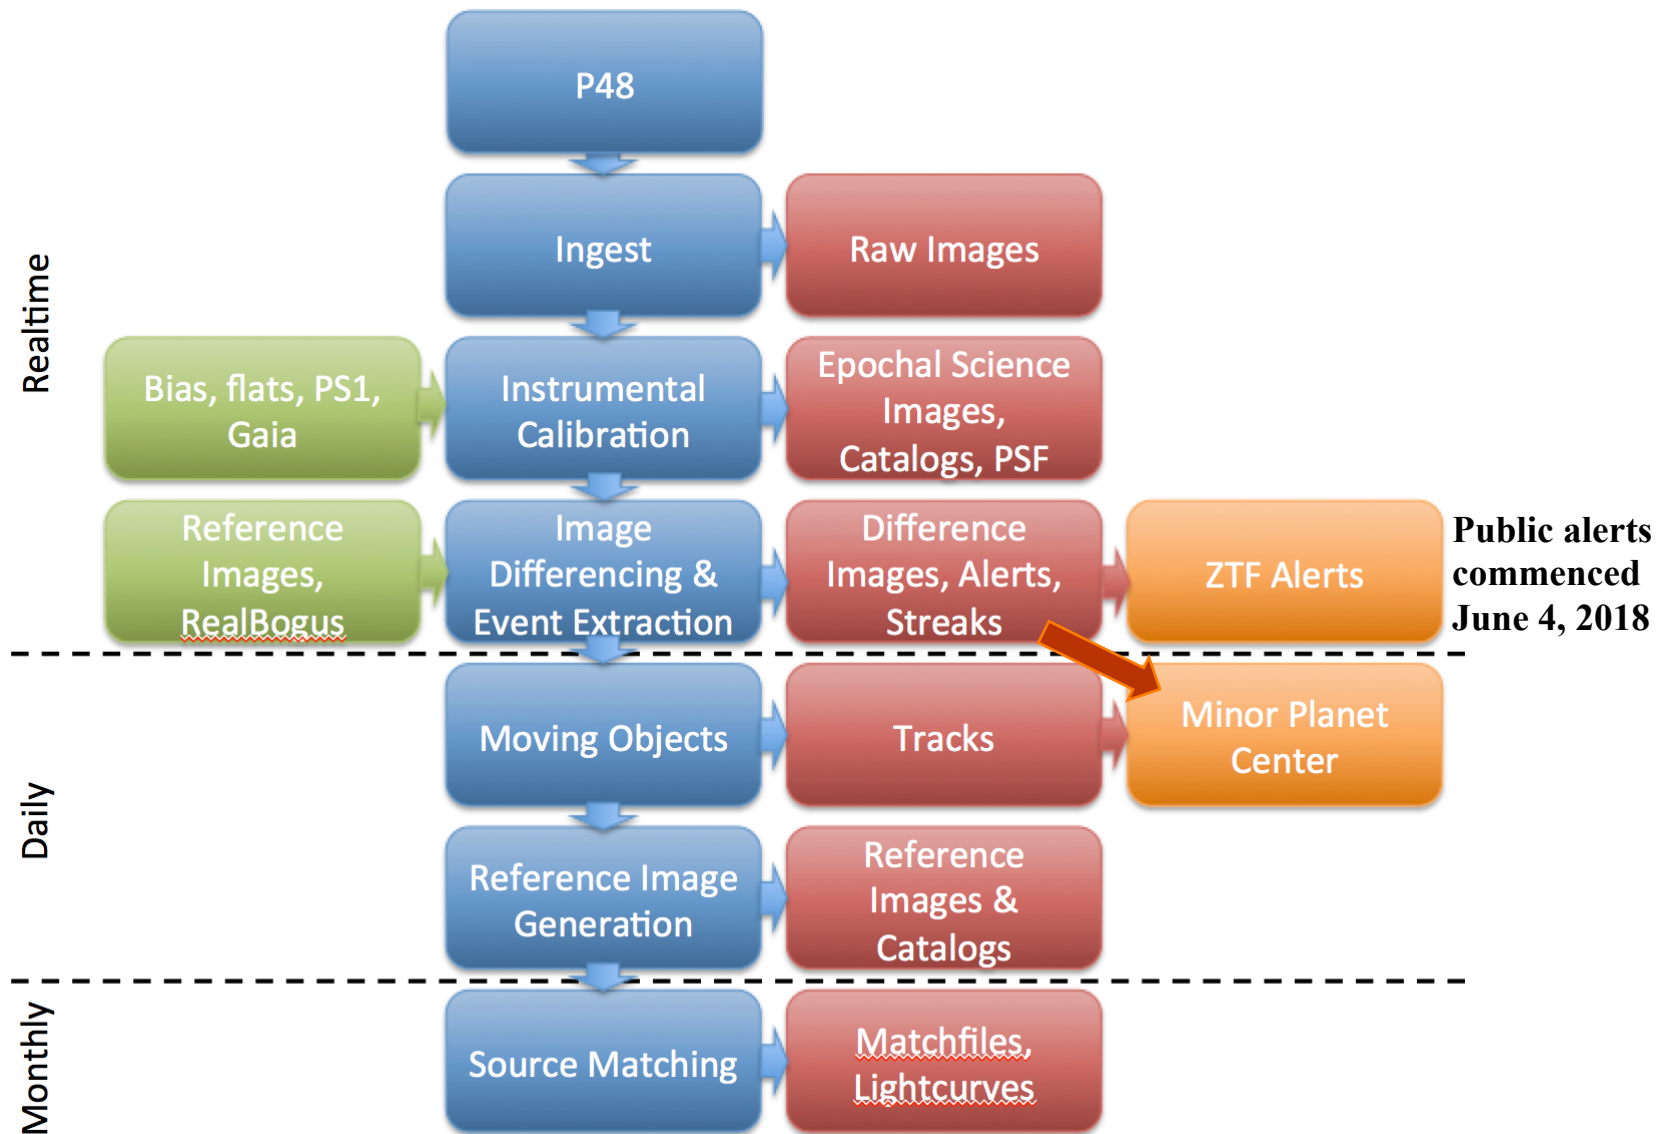 P48
Realtime
Ingest
Raw Images
Bias, flats, PS1,
Gaia
Instrumental
Calibration
Epochal Science
Images,
Catalogs, PSF
Reference
Images,
RealBogus
Image
Differencing &
Event Extraction
Difference
Images, Alerts,
Streaks
ZTF Alerts
Public alerts
commenced
June 4, 2018
Daily
Moving Objects
Tracks
Minor Planet
Center
Reference Image
Generation
Reference
Images &
Catalogs
Monthly
Source Matching
Matchfiles,
Lightcurves